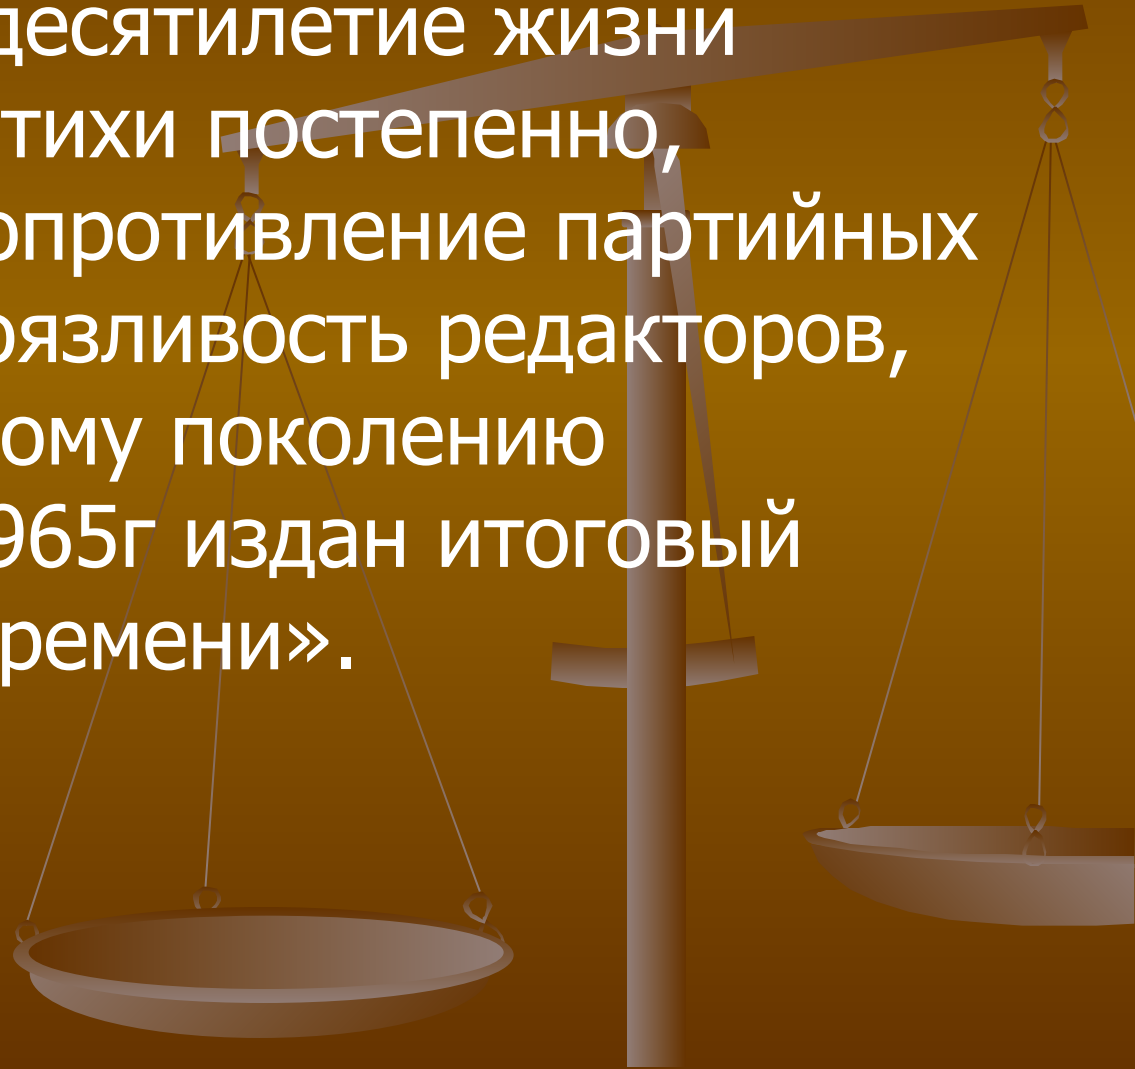 десятилетие жизни
тихи постепенно,
опротивление партийных
рязливость редакторов,
ому поколению
965г издан итоговый
ремени».